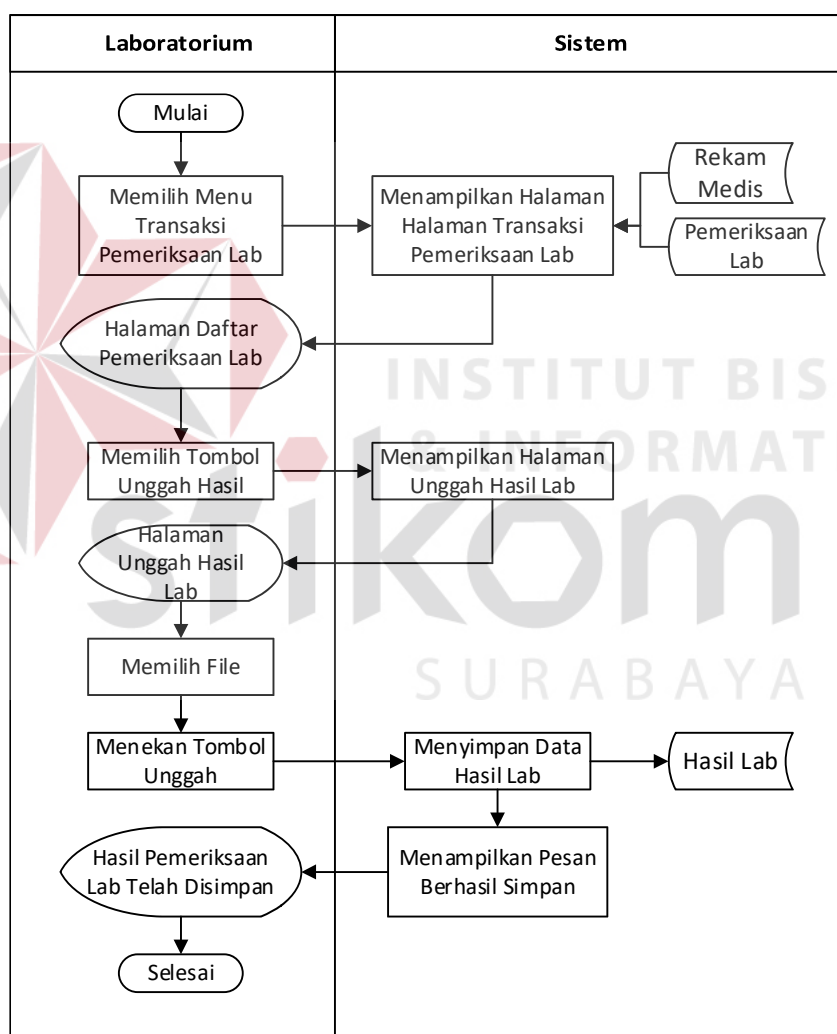 Laboratorium
Sistem
Mulai
Memilih Menu
Transaksi
Pemeriksaan Lab
Menampilkan Halaman
Halaman Transaksi
Pemeriksaan Lab
Rekam
Medis
Pemeriksaan
Lab
Halaman Daftar
Pemeriksaan Lab
INSTITUT BIS
& INFORMAT
Memilih Tombol
Unggah Hasil
Menampilkan Halaman
Unggah Hasil Lab
stikom
Halaman
Unggah Hasil
Lab
Memilih File
SURABAYA
Menekan Tombol
Unggah
Menyimpan Data
Hasil Lab
Hasil Lab
Hasil Pemeriksaan
Lab Telah Disimpan
Menampilkan Pesan
Berhasil Simpan
Selesai